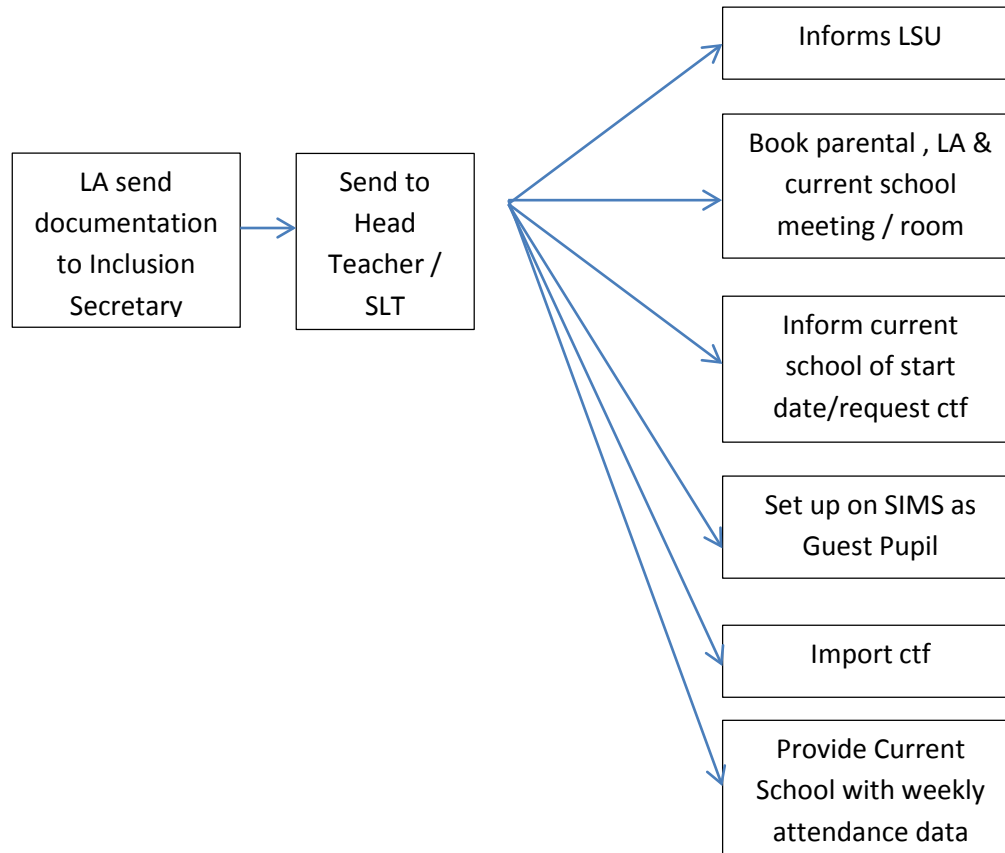 LA send
documentation
to Inclusion
Secretary
Send to
Head
Teacher /
SLT
Informs LSU
Book parental , LA &
current school
meeting / room
Inform current
school of start
date/request ctf
Set up on SIMS as
Guest Pupil
Import ctf
Provide Current
School with weekly
attendance data